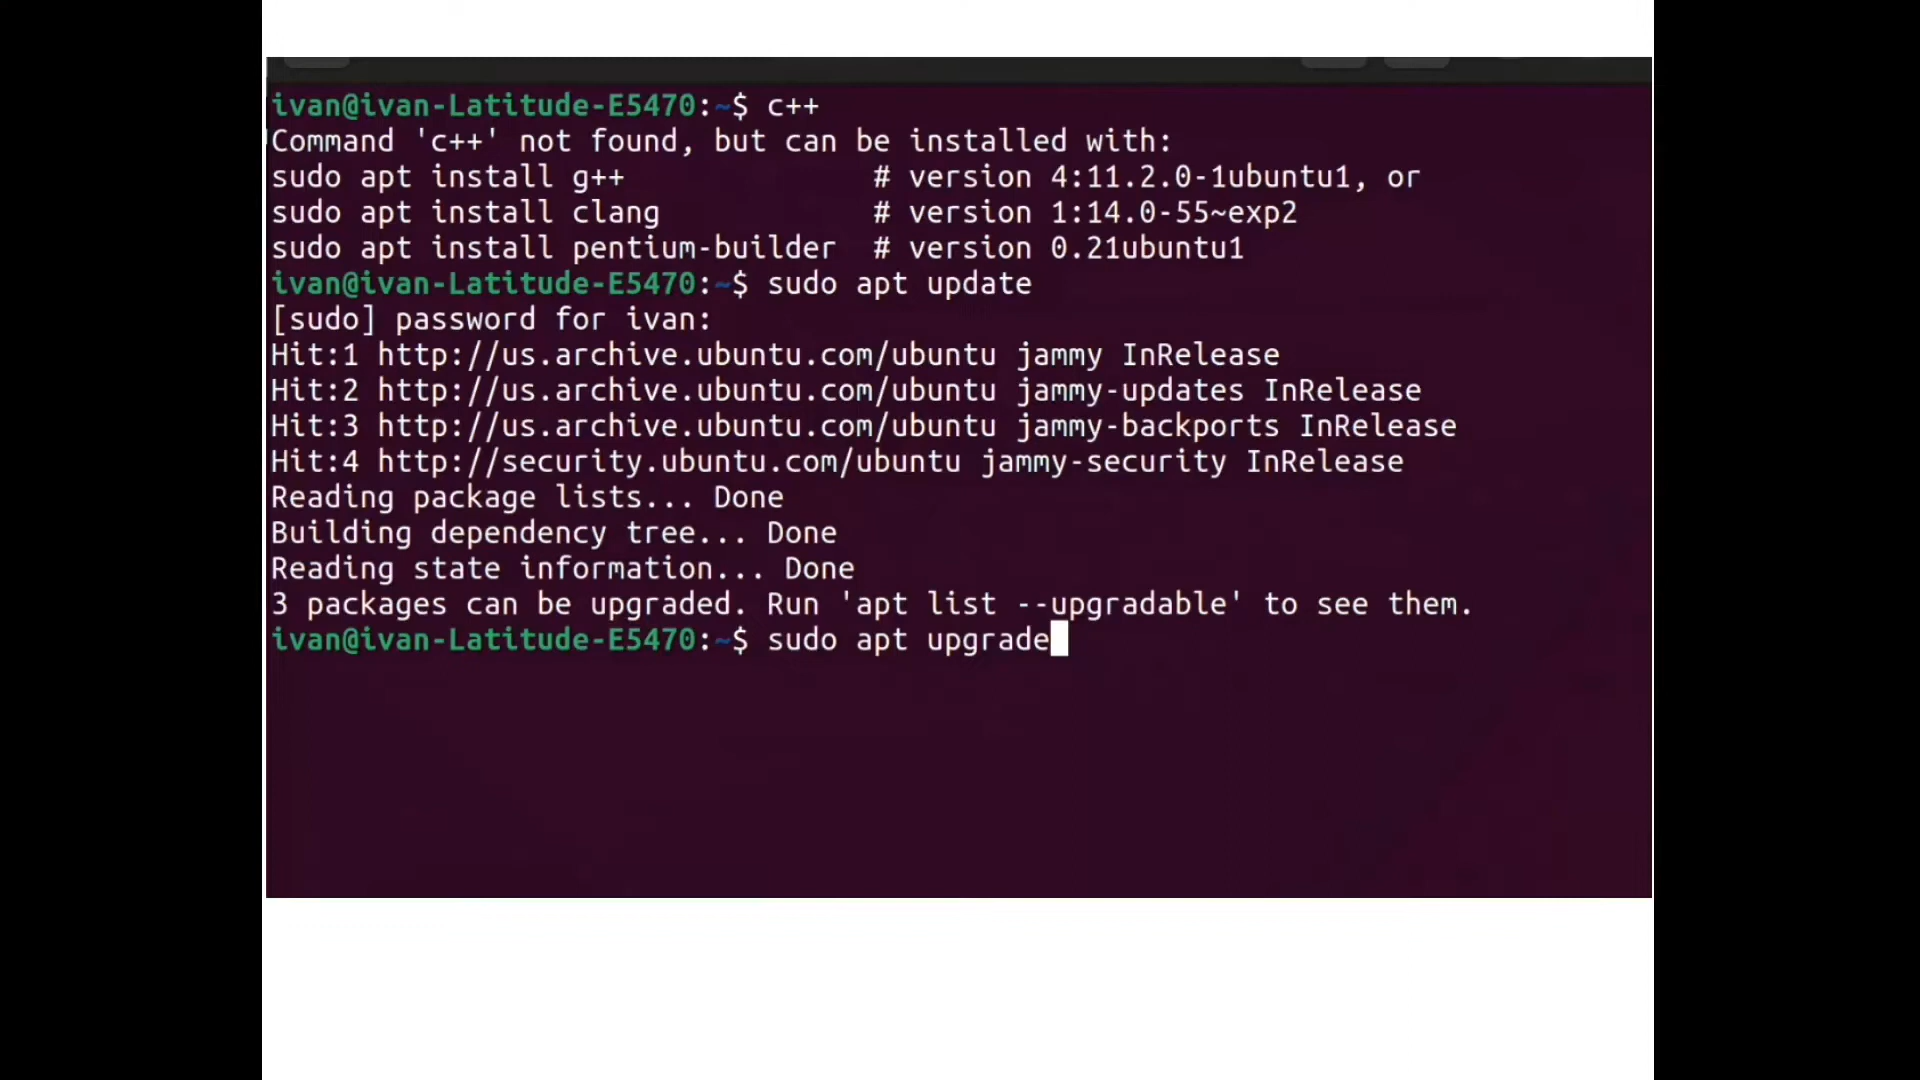 ivan@ivan-Latitude-E5470:~$ c++
Command 'c++' not found, but can be installed with:
sudo apt install g++              # version 4:11.2.0-1ubuntu1, or
sudo apt install clang            # version 1:14.0-55~exp2
sudo apt install pentium-builder  # version 0.21ubuntu1
ivan@ivan-Latitude-E5470:~$ sudo apt update
[sudo] password for ivan:
Hit:1 http://us.archive.ubuntu.com/ubuntu jammy InRelease
Hit:2 http://us.archive.ubuntu.com/ubuntu jammy-updates InRelease
Hit:3 http://us.archive.ubuntu.com/ubuntu jammy-backports InRelease
Hit:4 http://security.ubuntu.com/ubuntu jammy-security InRelease
Reading package lists... Done
Building dependency tree... Done
Reading state information... Done
3 packages can be upgraded. Run 'apt list --upgradable' to see them.
ivan@ivan-Latitude-E5470:~$ sudo apt upgrade